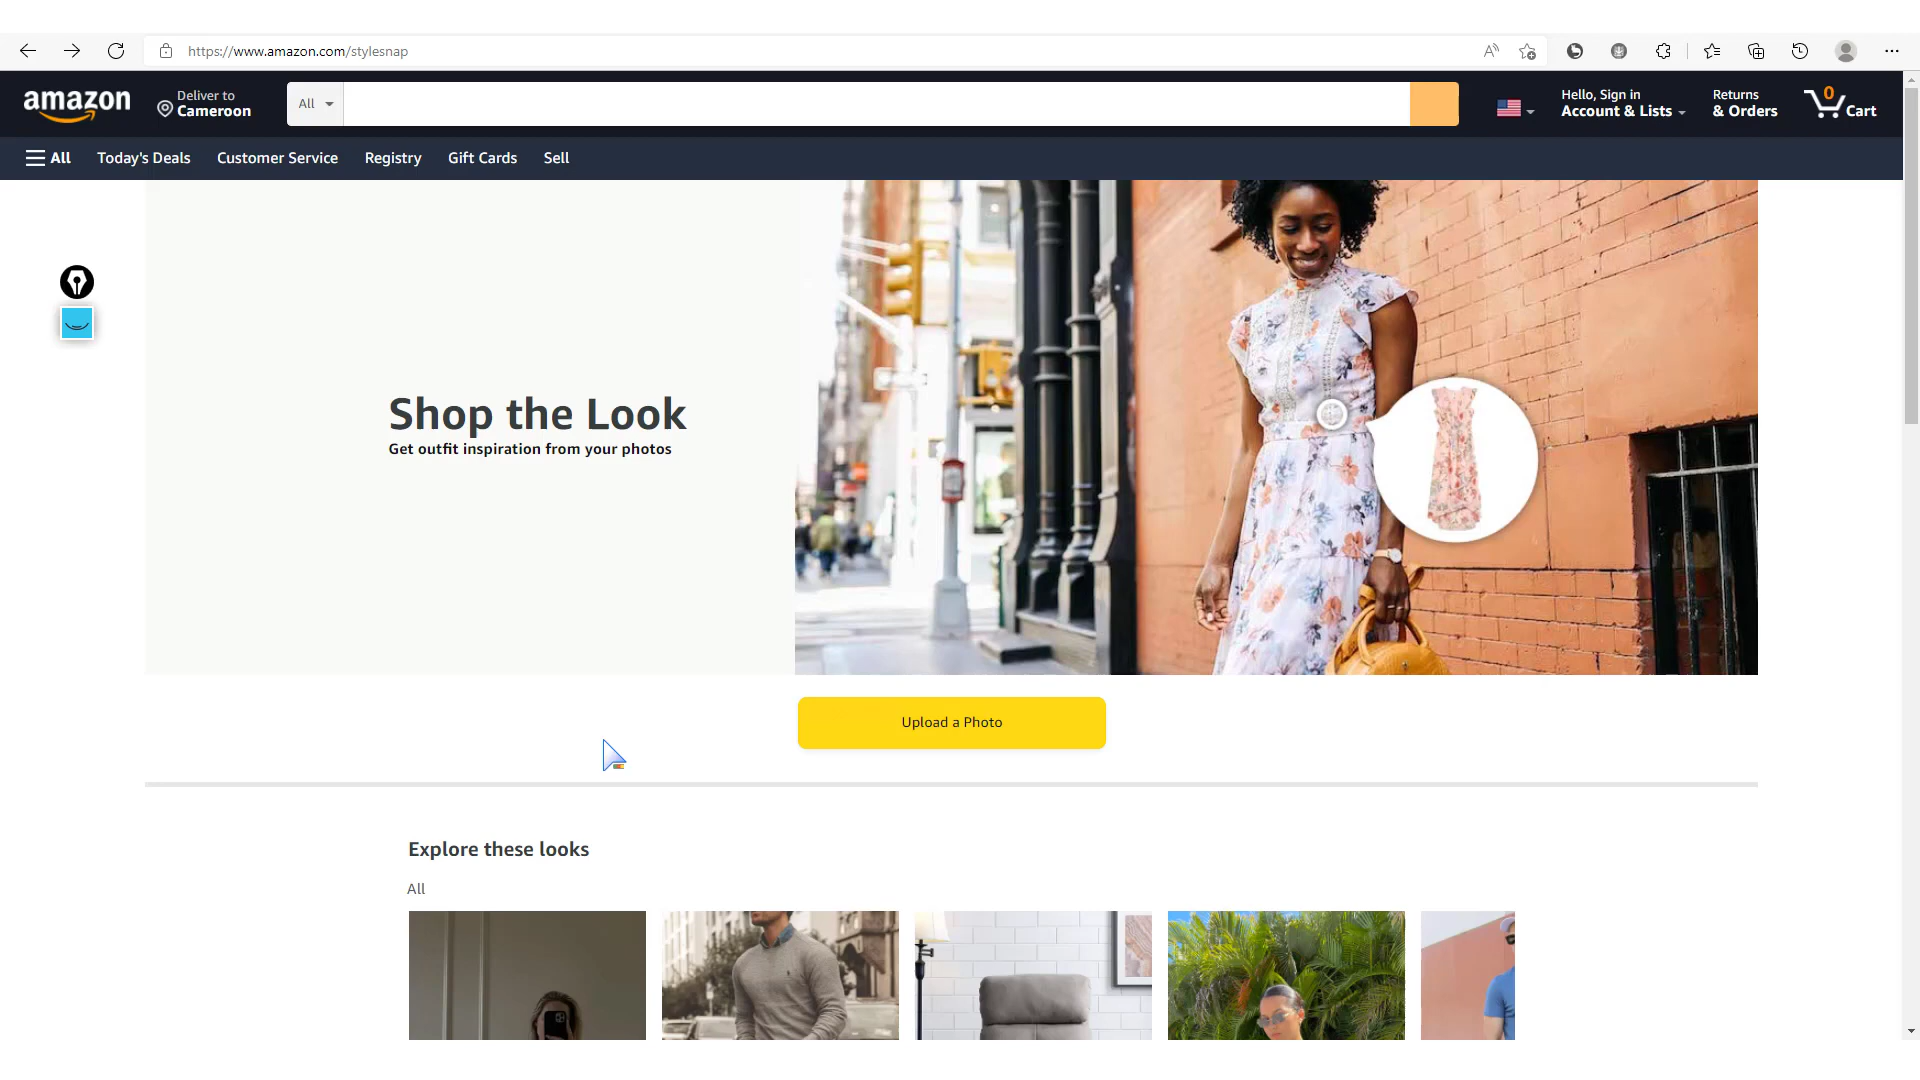 https://www.amazon.com/stylesnap
amazon
Deliver to
Cameroon
All
Hello, Sign in
Account & Lists
Returns
& Orders
0
Cart
All
Today's Deals
Customer Service
Registry
Gift Cards
Sell
Shop the Look
Get outfit inspiration from your photos
Upload a Photo
Explore these looks
All